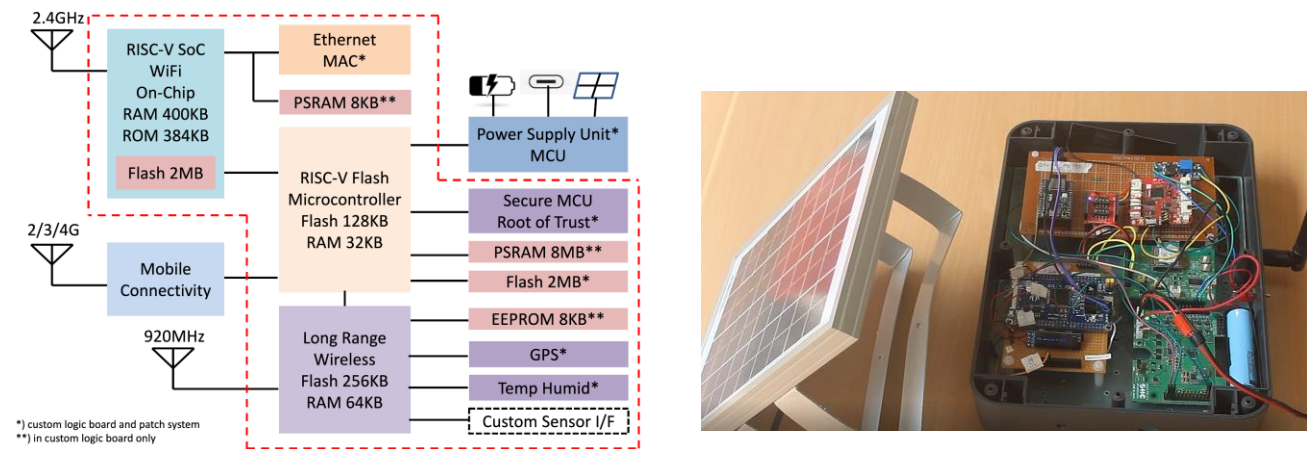 2.4GHz
RISC-V SoC
WiFi
On-Chip
RAM 400KB
ROM 384KB
Flash 2MB
Ethernet
MAC*
PSRAM 8KB**
Power Supply Unit*
MCU
RISC-V Flash
Microcontroller
Flash 128KB
RAM 32KB
Secure MCU
Root of Trust*
PSRAM 8MB**
Flash 2MB*
2/3/4G
Mobile
Connectivity
920MHz
Long Range
Wireless
Flash 256KB
RAM 64KB
EEPROM 8KB**
GPS*
Temp Humid*
Custom Sensor I/F
*) custom logic board and patch system
**) in custom logic board only